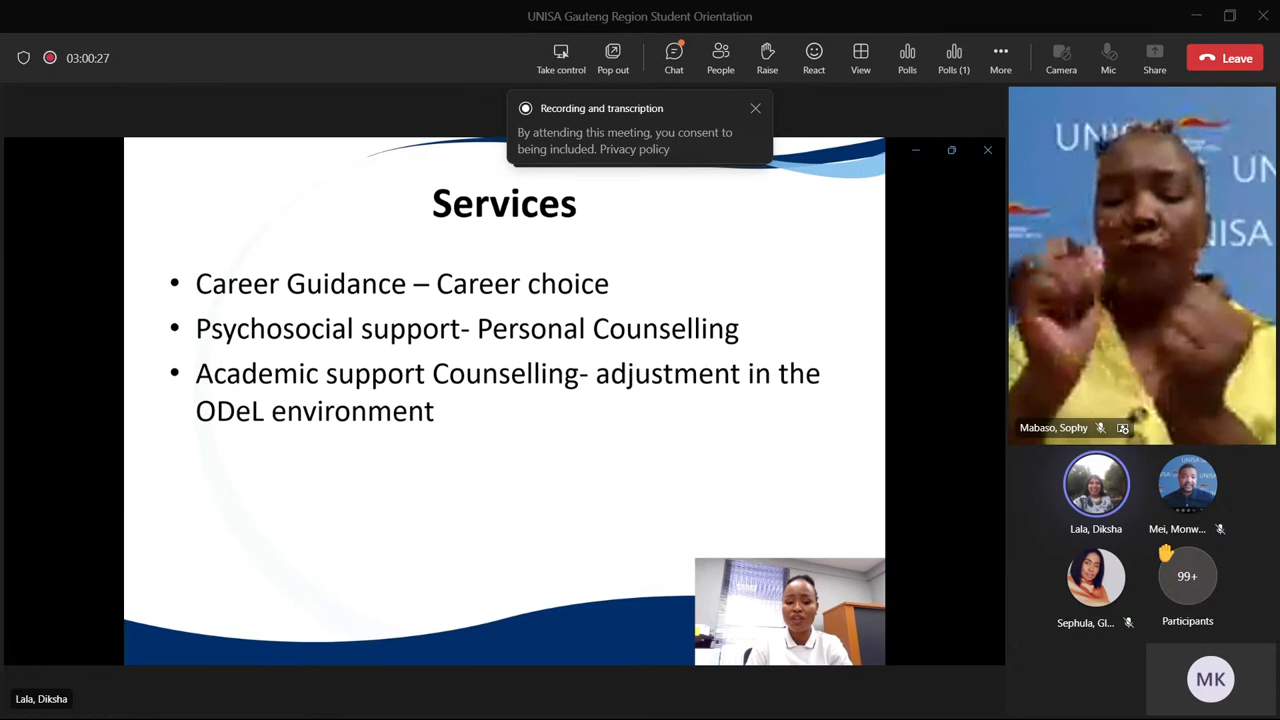 UNISA Gauteng Region Student Orientation
03:00:27
Take control
Pop out
Chat
People
Raise
React
View
Polls
Polls (1)
More
Camera
Mic
Share
Leave
Recording and transcription
By attending this meeting, you consent to
being included. Privacy policy
Services
• Career Guidance – Career choice
• Psychosocial support- Personal Counselling
• Academic support Counselling- adjustment in the
ODeL environment
UNISA
UN
NISA
Mabaso, Sophy
Lala, Diksha
Mei, Monw...
Sephula, Gl...
99+
Participants
MK
Lala, Diksha